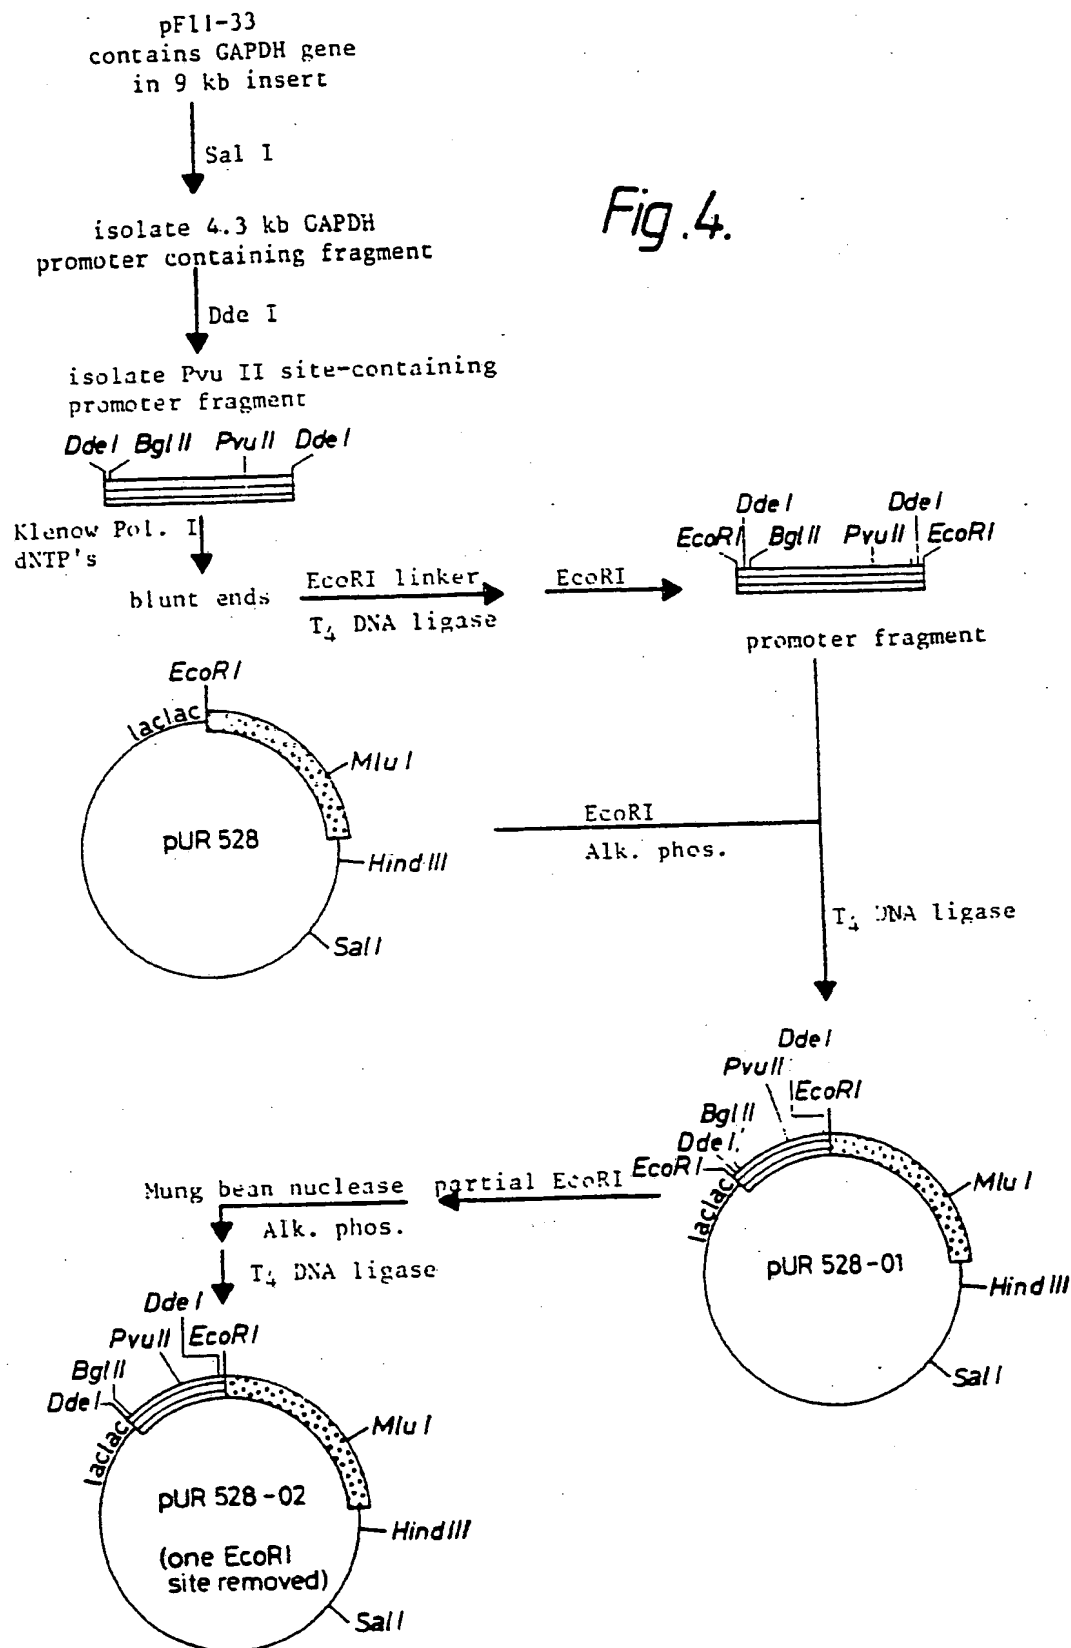 pFl1-33
contains GAPDH gene
in 9 kb insert
Sal I
Fig.4.
isolate 4.3 kb GAPDH
promoter containing fragment
Dde I
isolate Pvu II site-containing
promoter fragment
DdeI BglII PvuII DdeI
Klenow Pol. I
dNTP's
blunt ends
EcoRI linker
T4 DNA ligase
EcoRI
DdeI DdeI
EcoRI BglII PvuII EcoRI
promoter fragment
EcoRI
laclac
MluI
pUR 528
HindIII
SalI
EcoRI
Alk. phos.
T4 DNA ligase
DdeI
PvuII
EcoRI
BglII
DdeI
EcoRI
laclac
MluI
pUR 528-01
HindIII
SalI
partial EcoRI
Mung bean nuclease
Alk. phos.
T4 DNA ligase
DdeI
PvuII EcoRI
BglII
DdeI
laclac
MluI
pUR 528-02
(one EcoRI
site removed)
HindIII
SalI